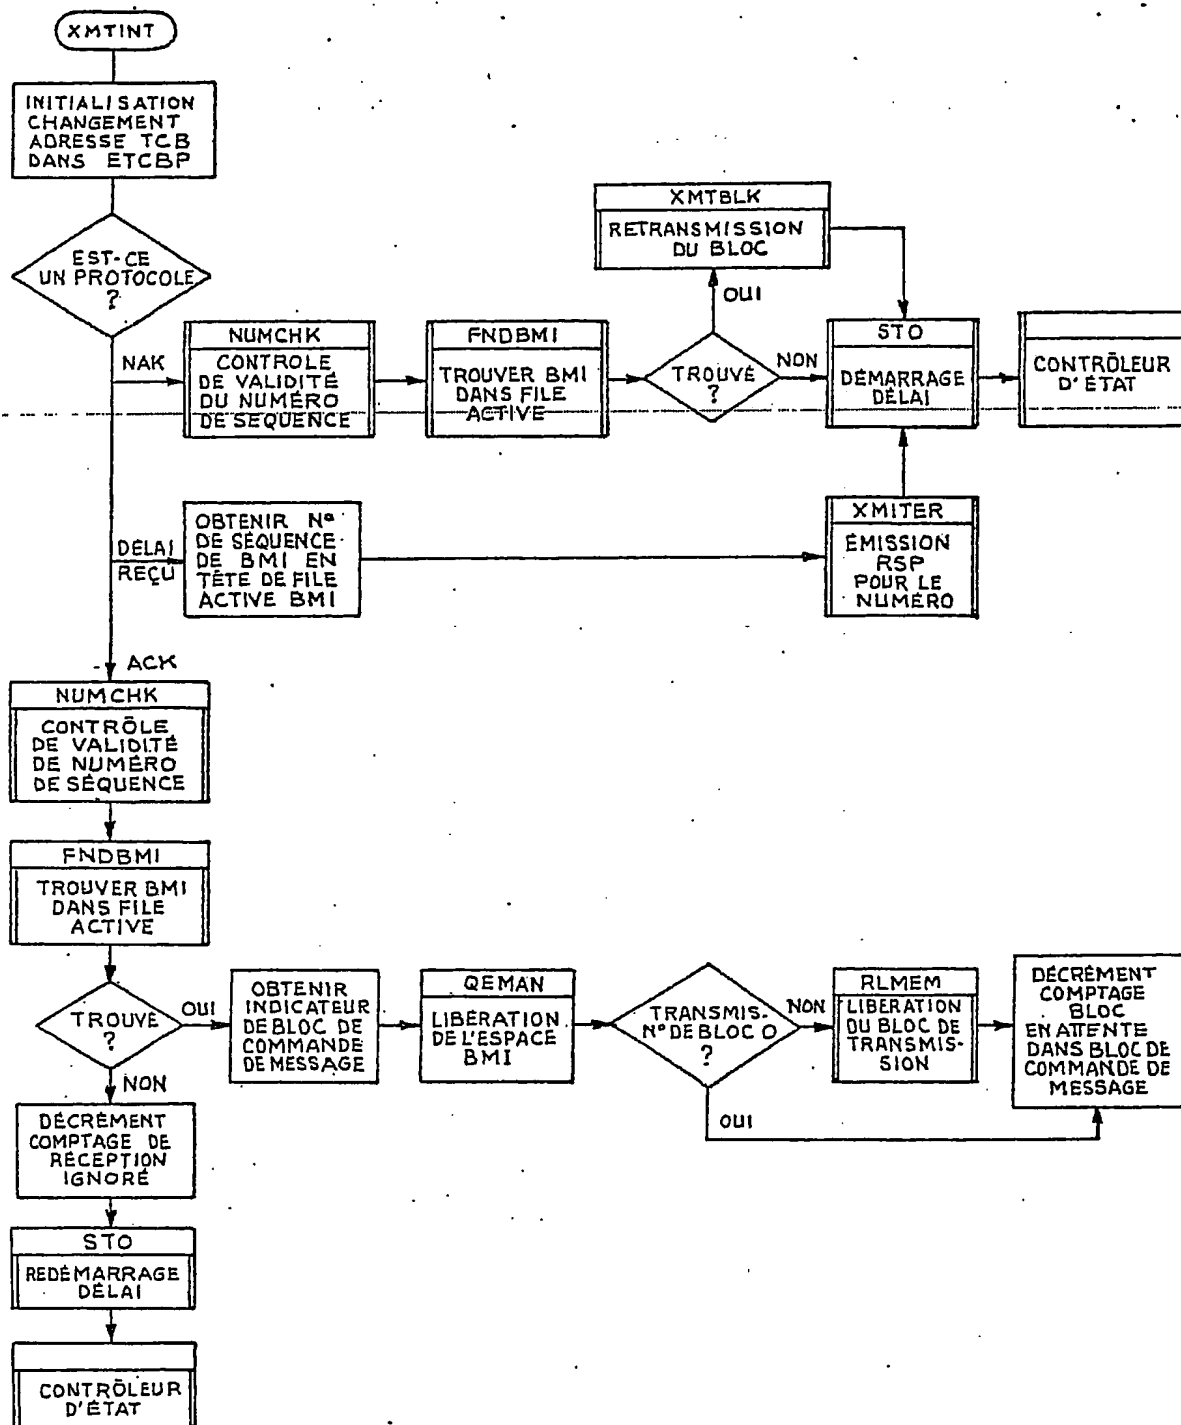 XMTINT
INITIALISATION
CHANGEMENT
ADRESSE TCB
DANS ETCBP
EST-CE
UN PROTOCOLE
?
XMTBLK
RETRANSMISSION
DU BLOC
OUI
NAK
NUMCHK
CONTROLE
DE VALIDITÉ
DU NUMÉRO
DE SÉQUENCE
FNDBMI
TROUVER BMI
DANS FILE
ACTIVE
TROUVÉ
?
NON
STO
DÉMARRAGE
DÉLAI
CONTRÔLEUR
D'ÉTAT
DÉLAI
REÇU
OBTENIR N°
DE SÉQUENCE
DE BMI EN
TÊTE DE FILE
ACTIVE BMI
XMITER
ÉMISSION
RSP
POUR LE
NUMÉRO
ACK
NUMCHK
CONTRÔLE
DE VALIDITÉ
DE NUMÉRO
DE SÉQUENCE
FNDBMI
TROUVER BMI
DANS FILE
ACTIVE
TROUVÉ
?
OUI
OBTENIR
INDICATEUR
DE BLOC DE
COMMANDE
DE MESSAGE
QEMAN
LIBÉRATION
DE L'ESPACE
BMI
TRANSMIS.
N° DE BLOC O
?
NON
RLMEM
LIBÉRATION
DU BLOC DE
TRANSMIS-
SION
DÉCRÉMENT
COMPTAGE
BLOC
EN ATTENTE
DANS BLOC DE
COMMANDE DE
MESSAGE
OUI
NON
DÉCRÉMENT
COMPTAGE DE
RÉCEPTION
IGNORÉ
STO
REDÉMARRAGE
DÉLAI
CONTRÔLEUR
D'ÉTAT